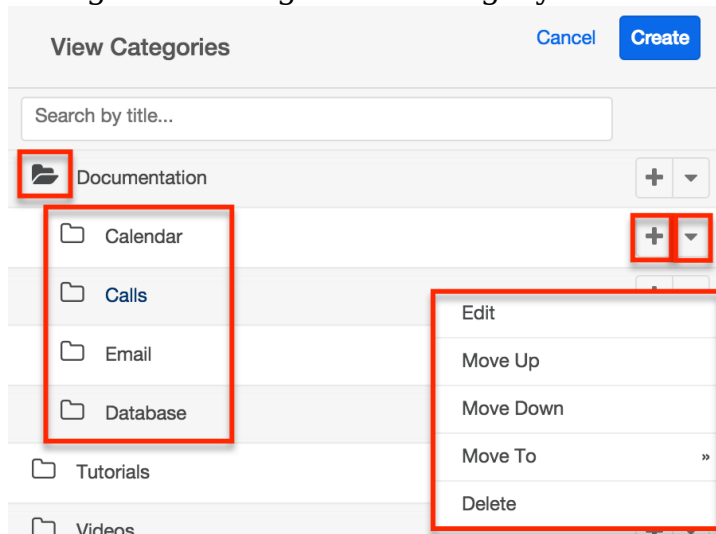 View Categories
Cancel
Create
Search by title...
Documentation
Calendar
Calls
Email
Database
Tutorials
Videos
Edit
Move Up
Move Down
Move To »
Delete